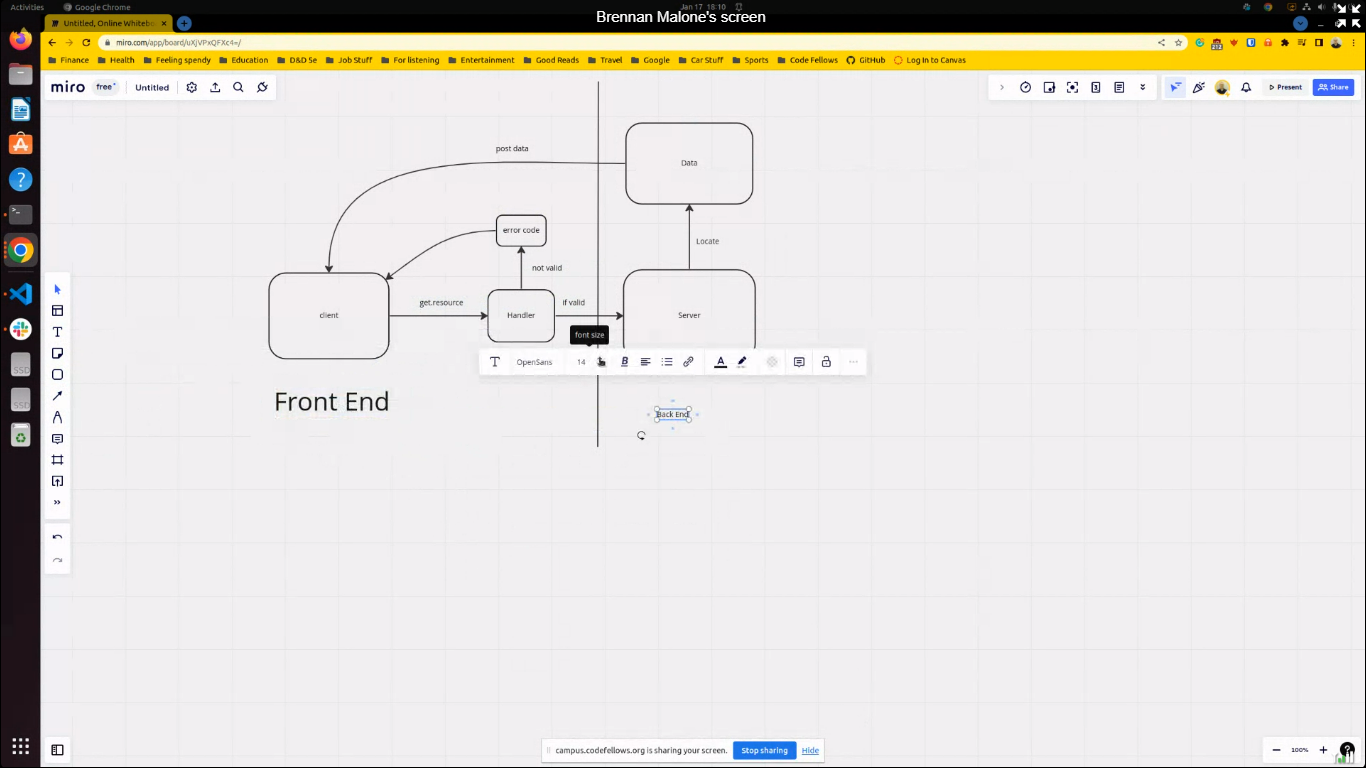 Activities
Google Chrome
Jan 17 18:10
Brennan Malone's screen
Untitled, Online Whitebo
miro.com/app/board/uXjVPxQFXc4=/
Finance
Health
Feeling spendy
Education
D&D Se
Job Stuff
For listening
Entertainment
Good Reads
Travel
Google
Car Stuff
Sports
Code Fellows
GitHub
Log In to Canvas
miro
free
Untitled
Present
Share
post data
Data
error code
Locate
not valid
client
get.resource
Handler
if valid
Server
font size
OpenSans
14
B
A
Front End
Back End
SSD
SSD
campus.codefellows.org is sharing your screen.
Stop sharing
Hide
100%